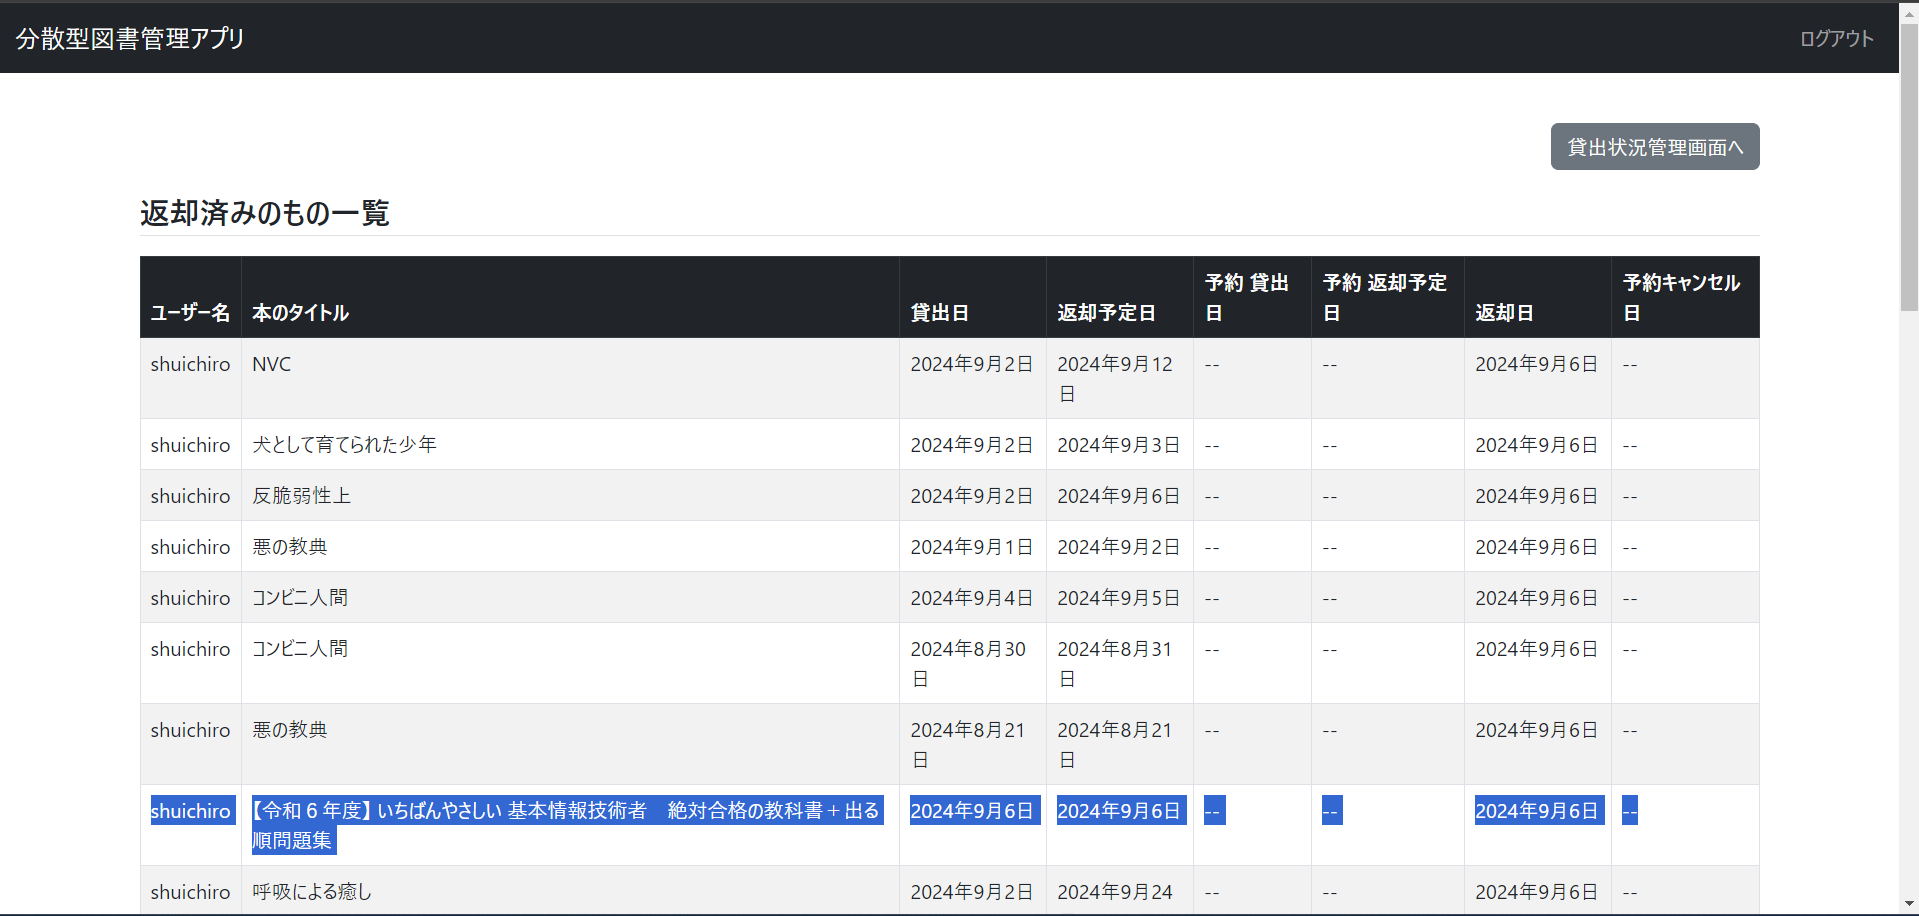 分散型図書管理アプリ
ログアウト
貸出状況管理画面へ
返却済みのもの一覧
ユーザー名 本のタイトル 貸出日 返却予定日 予約 貸出日 予約 返却予定日 返却日 予約キャンセル日
shuichiro NVC 2024年9月2日 2024年9月12日 -- -- 2024年9月6日 --
shuichiro 犬として育てられた少年 2024年9月2日 2024年9月3日 -- -- 2024年9月6日 --
shuichiro 反脆弱性上 2024年9月2日 2024年9月6日 -- -- 2024年9月6日 --
shuichiro 悪の教典 2024年9月1日 2024年9月2日 -- -- 2024年9月6日 --
shuichiro コンビニ人間 2024年9月4日 2024年9月5日 -- -- 2024年9月6日 --
shuichiro コンビニ人間 2024年8月30日 2024年8月31日 -- -- 2024年9月6日 --
shuichiro 悪の教典 2024年8月21日 2024年8月21日 -- -- 2024年9月6日 --
shuichiro 【令和６年度】 いちばんやさしい 基本情報技術者　絶対合格の教科書＋出る順問題集 2024年9月6日 2024年9月6日 -- -- 2024年9月6日 --
shuichiro 呼吸による癒し 2024年9月2日 2024年9月24 -- -- 2024年9月6日 --